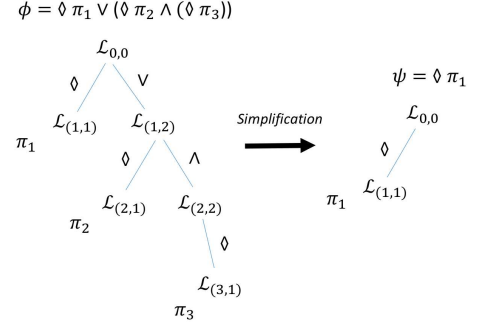 ϕ = ◊ π₁ ∨ (◊ π₂ ∧ (◊ π₃))
ℒ₀,₀
ψ = ◊ π₁
◊ ∨
ℒ₀,₀
ℒ₍₁,₁₎ ℒ₍₁,₂₎
Simplification
◊
π₁
◊ ∧
ℒ₍₁,₁₎
π₁
ℒ₍₂,₁₎ ℒ₍₂,₂₎
π₂
◊
ℒ₍₃,₁₎
π₃